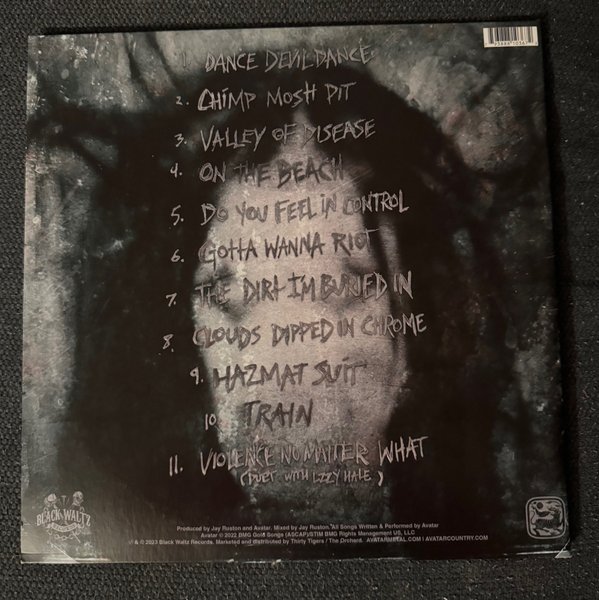 1. DANCE DEVIL DANCE
2. CHIMP MOSH PIT
3. VALLEY OF DISEASE
4. ON THE BEACH
5. DO YOU FEEL IN CONTROL
6. GOTTA WANNA RIOT
7. THE DIRT I'M BURIED IN
8. CLOUDS DIPPED IN CHROME
9. HAZMAT SUIT
10. TRAIN
11. VIOLENCE NO MATTER WHAT
(DUET WITH LZZY HALE)
BLACK WALTZ
Produced by Jay Ruston and Avatar. Mixed by Jay Ruston. All Songs Written & Performed by Avatar
Avatar © 2022 BMG Gold Songs (ASCAP)/STIM BMG Rights Management US, LLC
& © 2023 Black Waltz Records. Marketed and distributed by Thirty Tigers / The Orchard. AVATARMETAL.COM | AVATARCOUNTRY.COM